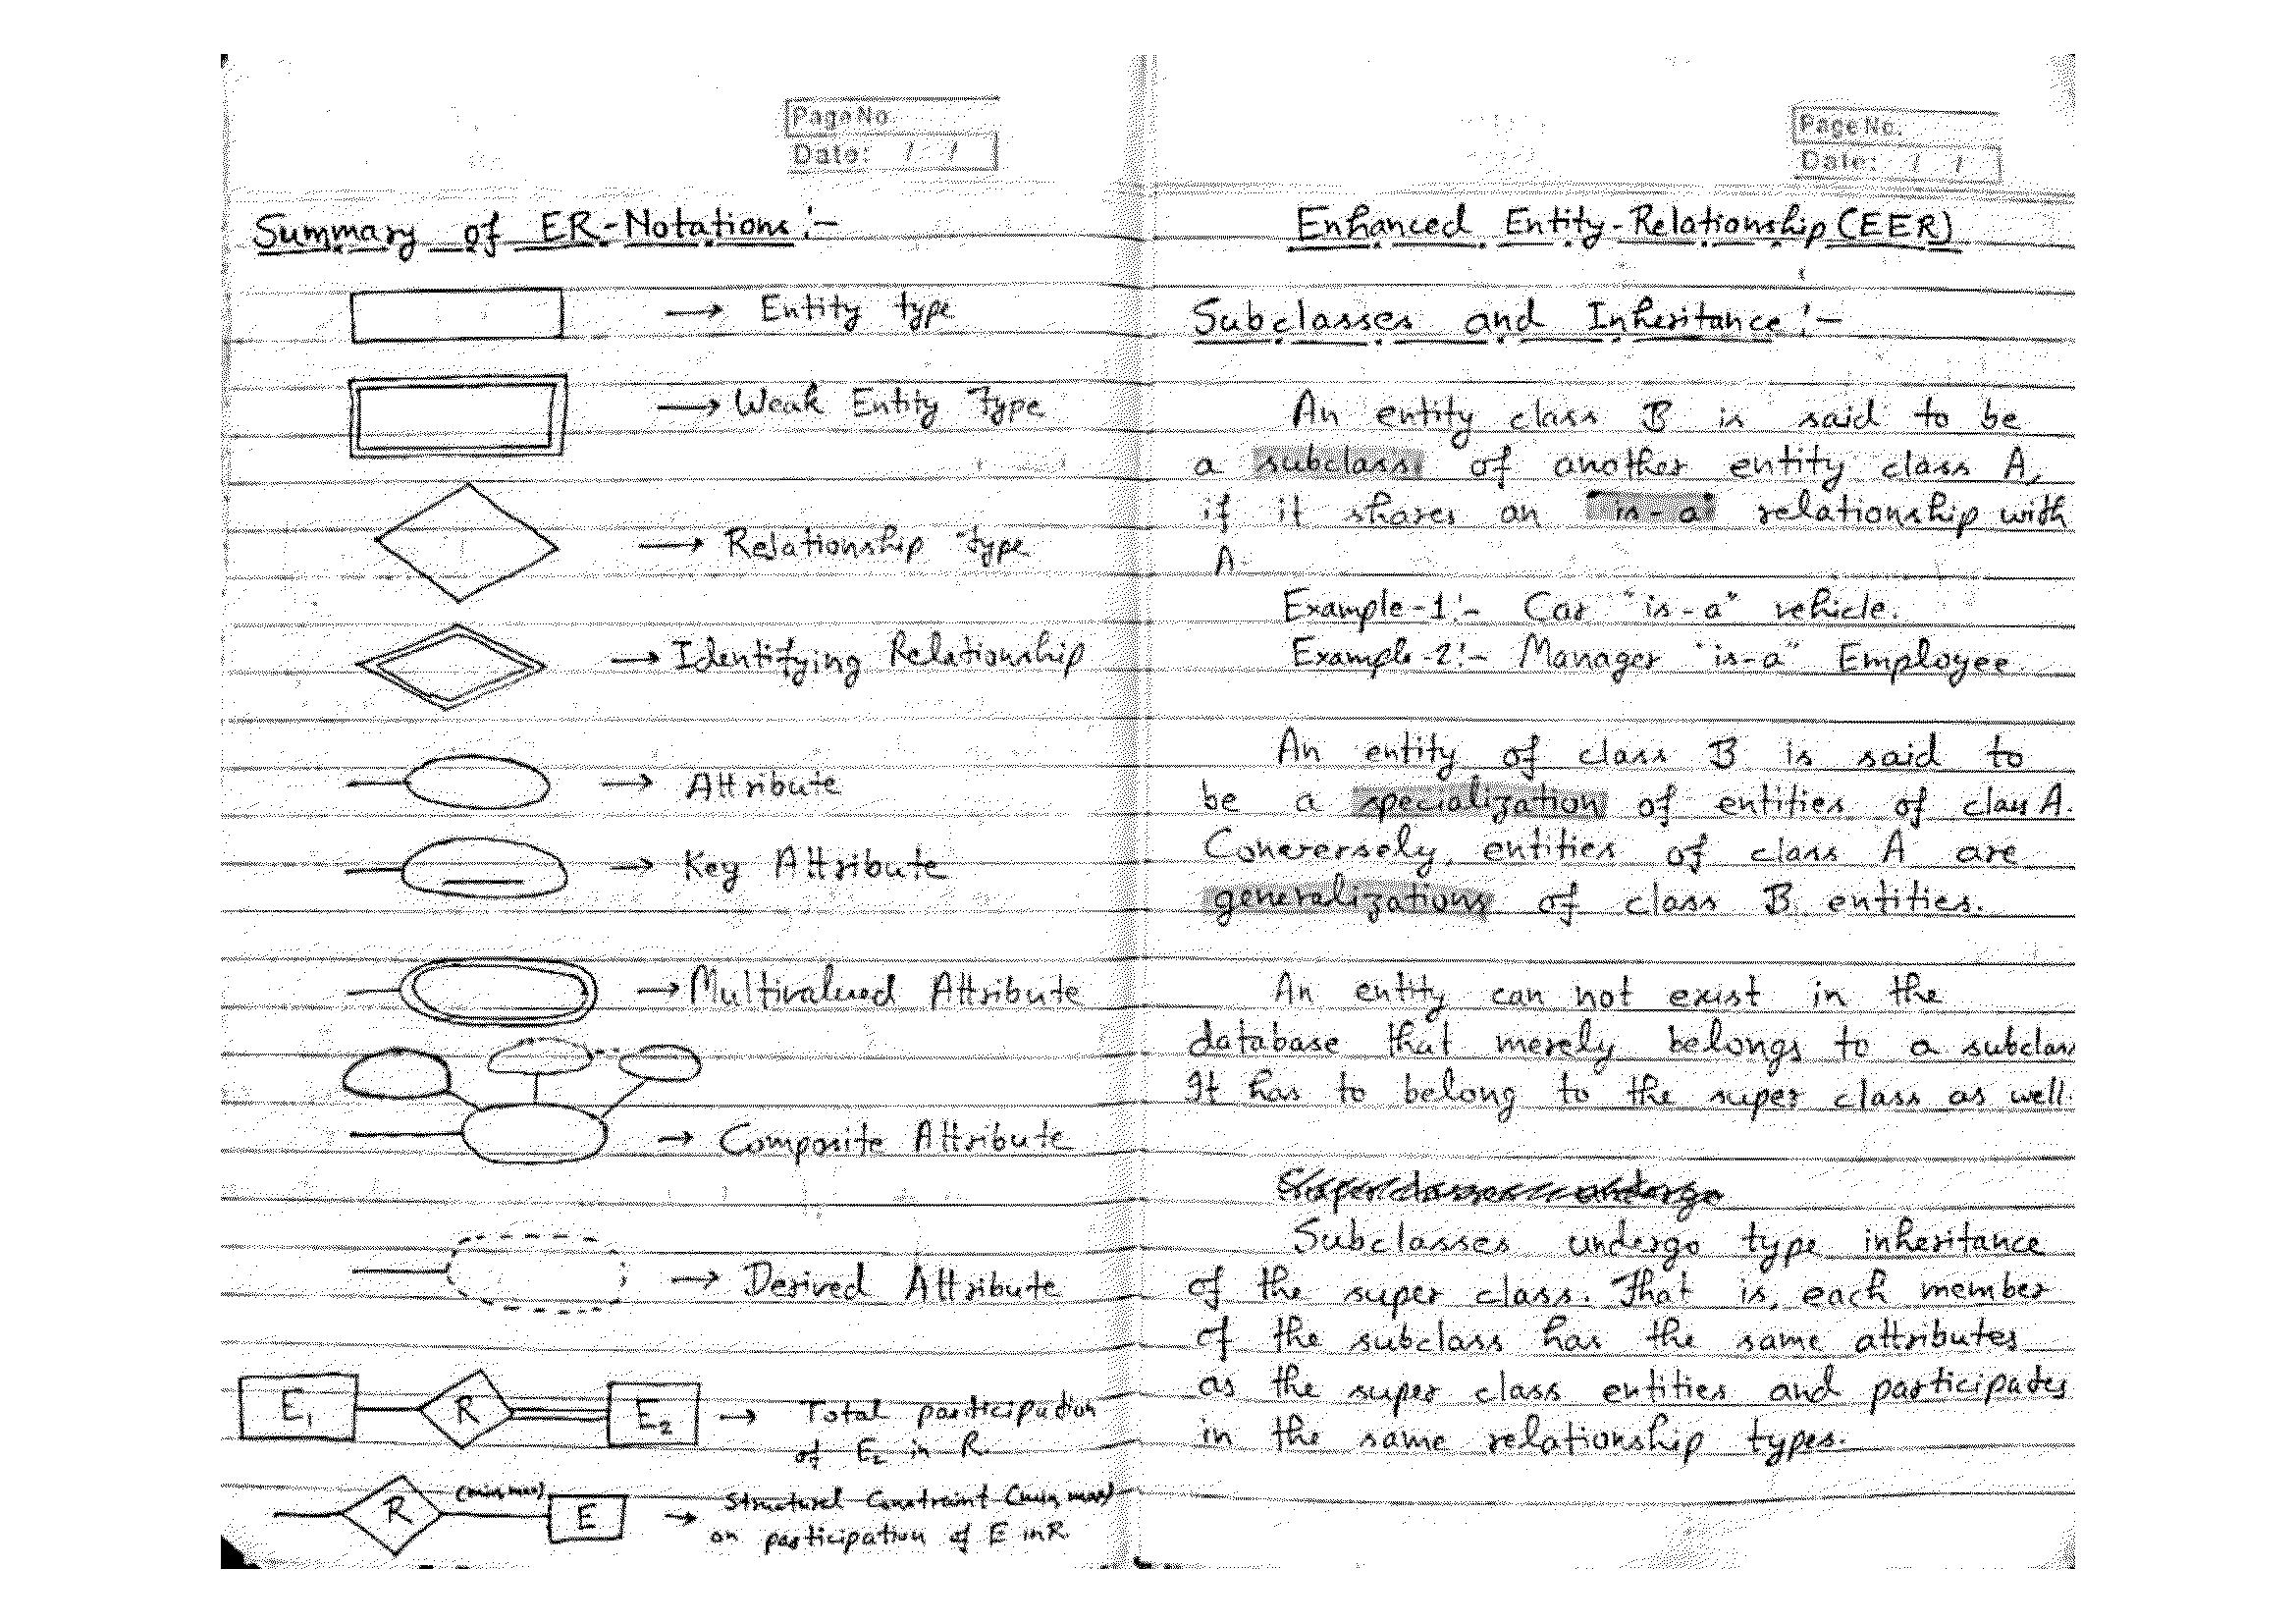 Page No.
Date: / /
Summary of ER-Notations:-
→ Entity type
→ Weak Entity Type
→ Relationship type
→ Identifying Relationship
→ Attribute
→ Key Attribute
→ Multivalued Attribute
→ Composite Attribute
→ Derived Attribute
E1 R E2 → Total participation
of E2 in R
R (min, max) E → Structural Constraint (min, max)
on participation of E in R
Page No.
Date: / /
Enhanced Entity-Relationship (EER)
Subclasses and Inheritance:-
An entity class B is said to be
a subclass of another entity class A,
if it shares an "is-a" relationship with
A.
Example-1:- Car "is-a" vehicle.
Example-2:- Manager "is-a" Employee.
An entity of class B is said to
be a specialization of entities of class A.
Conversely, entities of class A are
generalizations of class B entities.
An entity can not exist in the
database that merely belongs to a subclass
It has to belong to the super class as well.
Subclasses undergo type inheritance
of the super class. That is, each member
of the subclass has the same attributes
as the super class entities and participates
in the same relationship types.